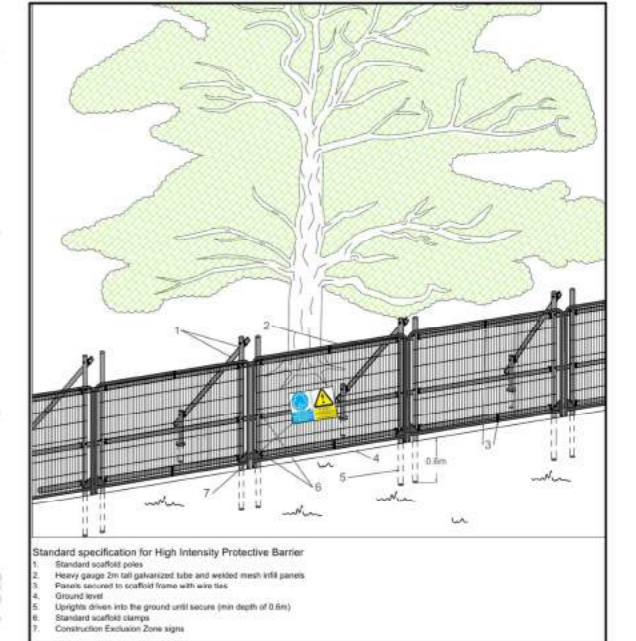 1
2
3
0.6m
4
5
6
7
Standard specification for High Intensity Protective Barrier
1. Standard scaffold poles
2. Heavy gauge 2m tall galvanized tube and welded mesh infill panels
3. Panels secured to scaffold frame with wire ties
4. Ground level
5. Uprights driven into the ground until secure (min depth of 0.6m)
6. Standard scaffold clamps
7. Construction Exclusion Zone signs